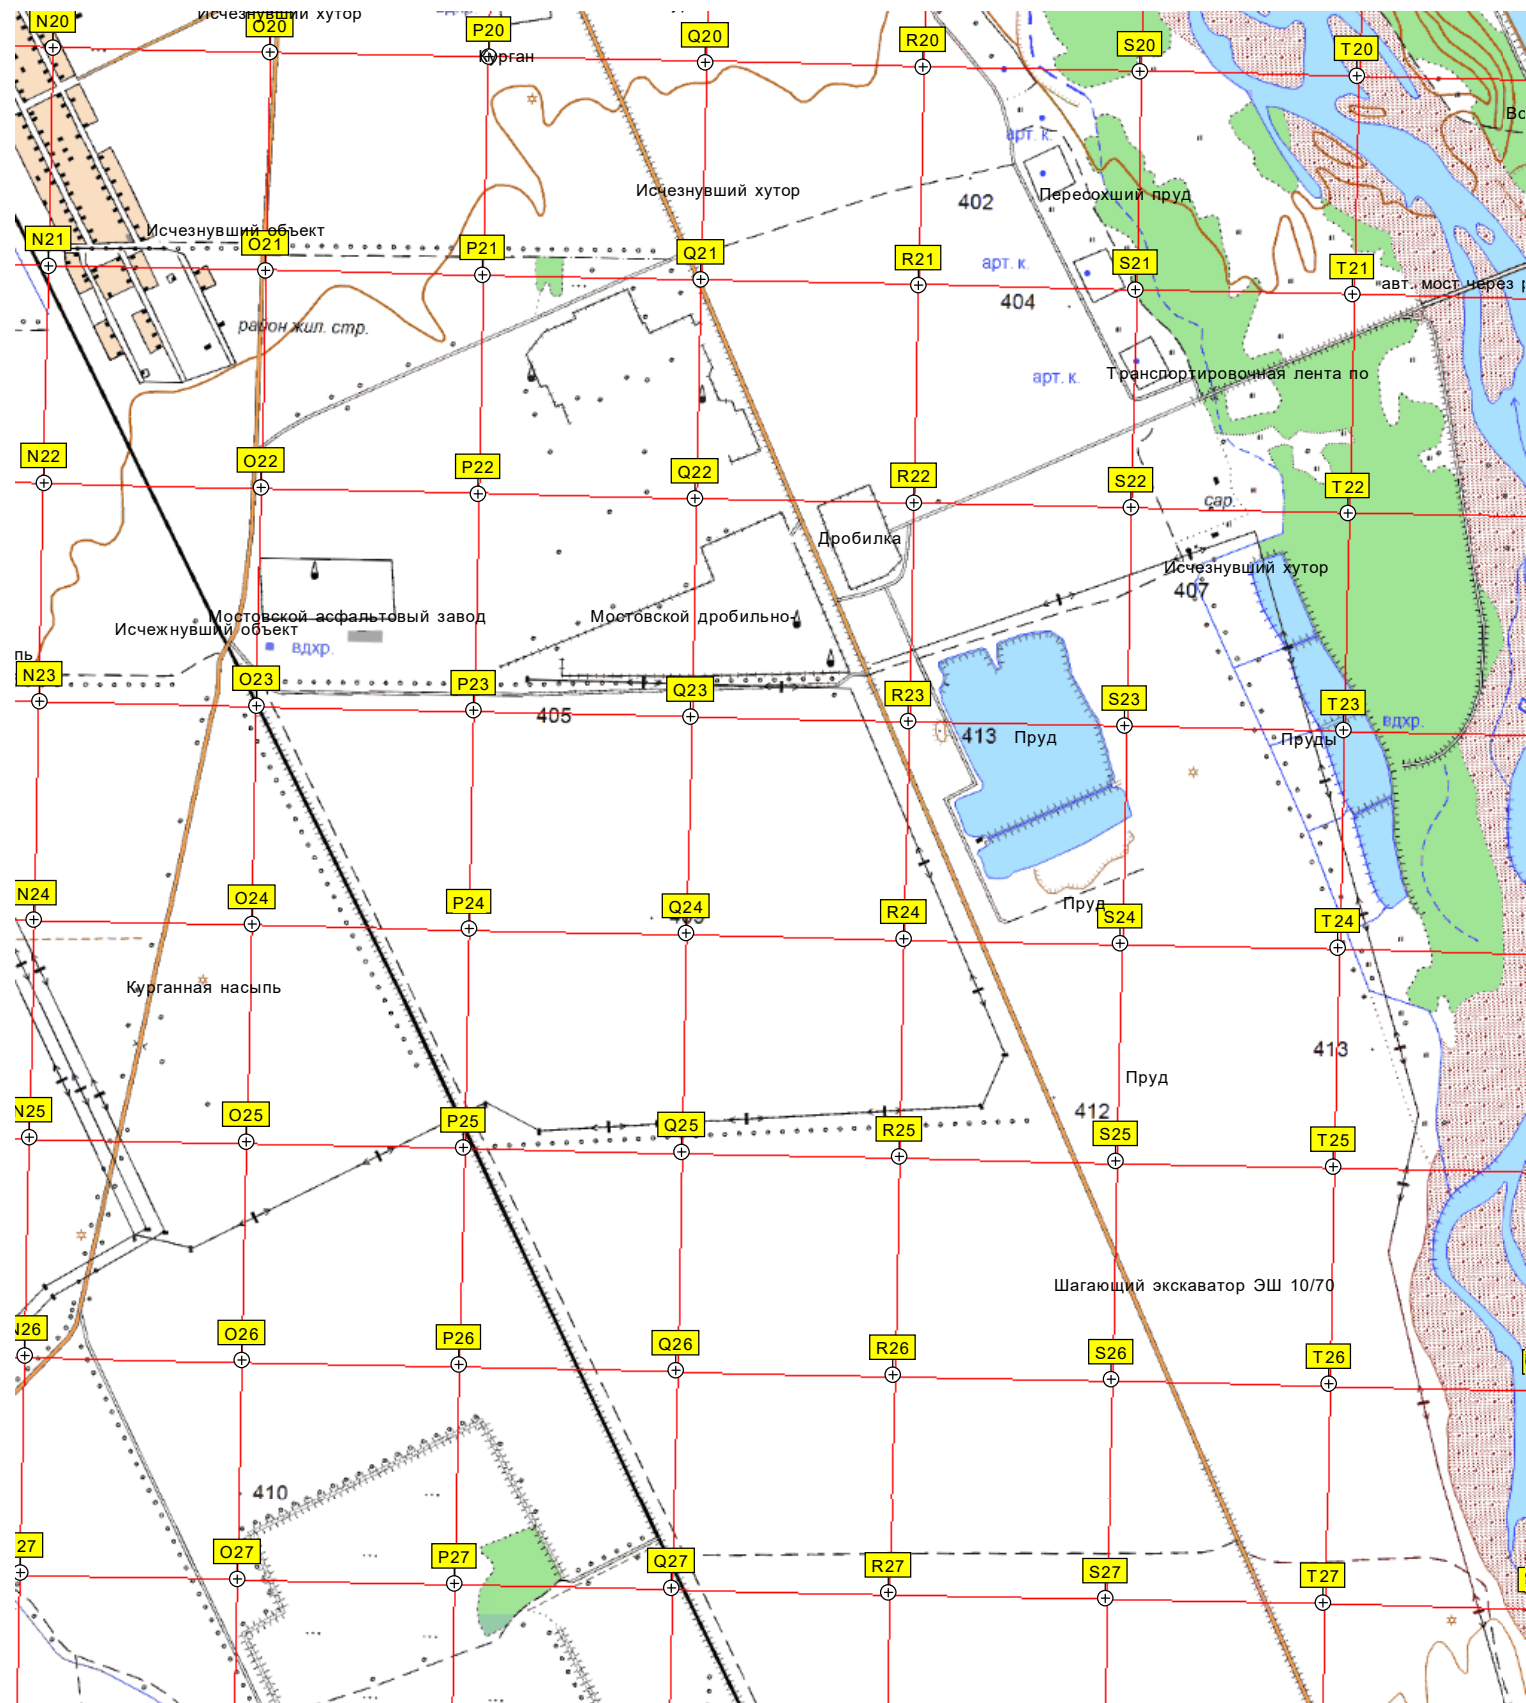 Исчезнувший хутор
N20
O20
P20
Q20
R20
S20
T20
Курган
арт. к.
Исчезнувший хутор
402
Пересохший пруд
Исчезнувший объект
N21
O21
P21
Q21
R21
S21
T21
арт. к.
404
авт. мост через
район жил. стр.
арт. к.
Транспортировочная лента по
N22
O22
P22
Q22
R22
S22
T22
сар.
Дробилка
Исчезнувший хутор
407
Мостовской асфальтовый завод
Мостовской дробильно-
Исчежнувший объект
вдхр.
пь
N23
O23
P23
Q23
R23
S23
T23
405
413
Пруд
вдхр.
Пруды
N24
O24
P24
Q24
R24
S24
T24
Пруд
Курганная насыпь
413
Пруд
412
N25
O25
P25
Q25
R25
S25
T25
Шагающий экскаватор ЭШ 10/70
N26
O26
P26
Q26
R26
S26
T26
410
27
O27
P27
Q27
R27
S27
T27